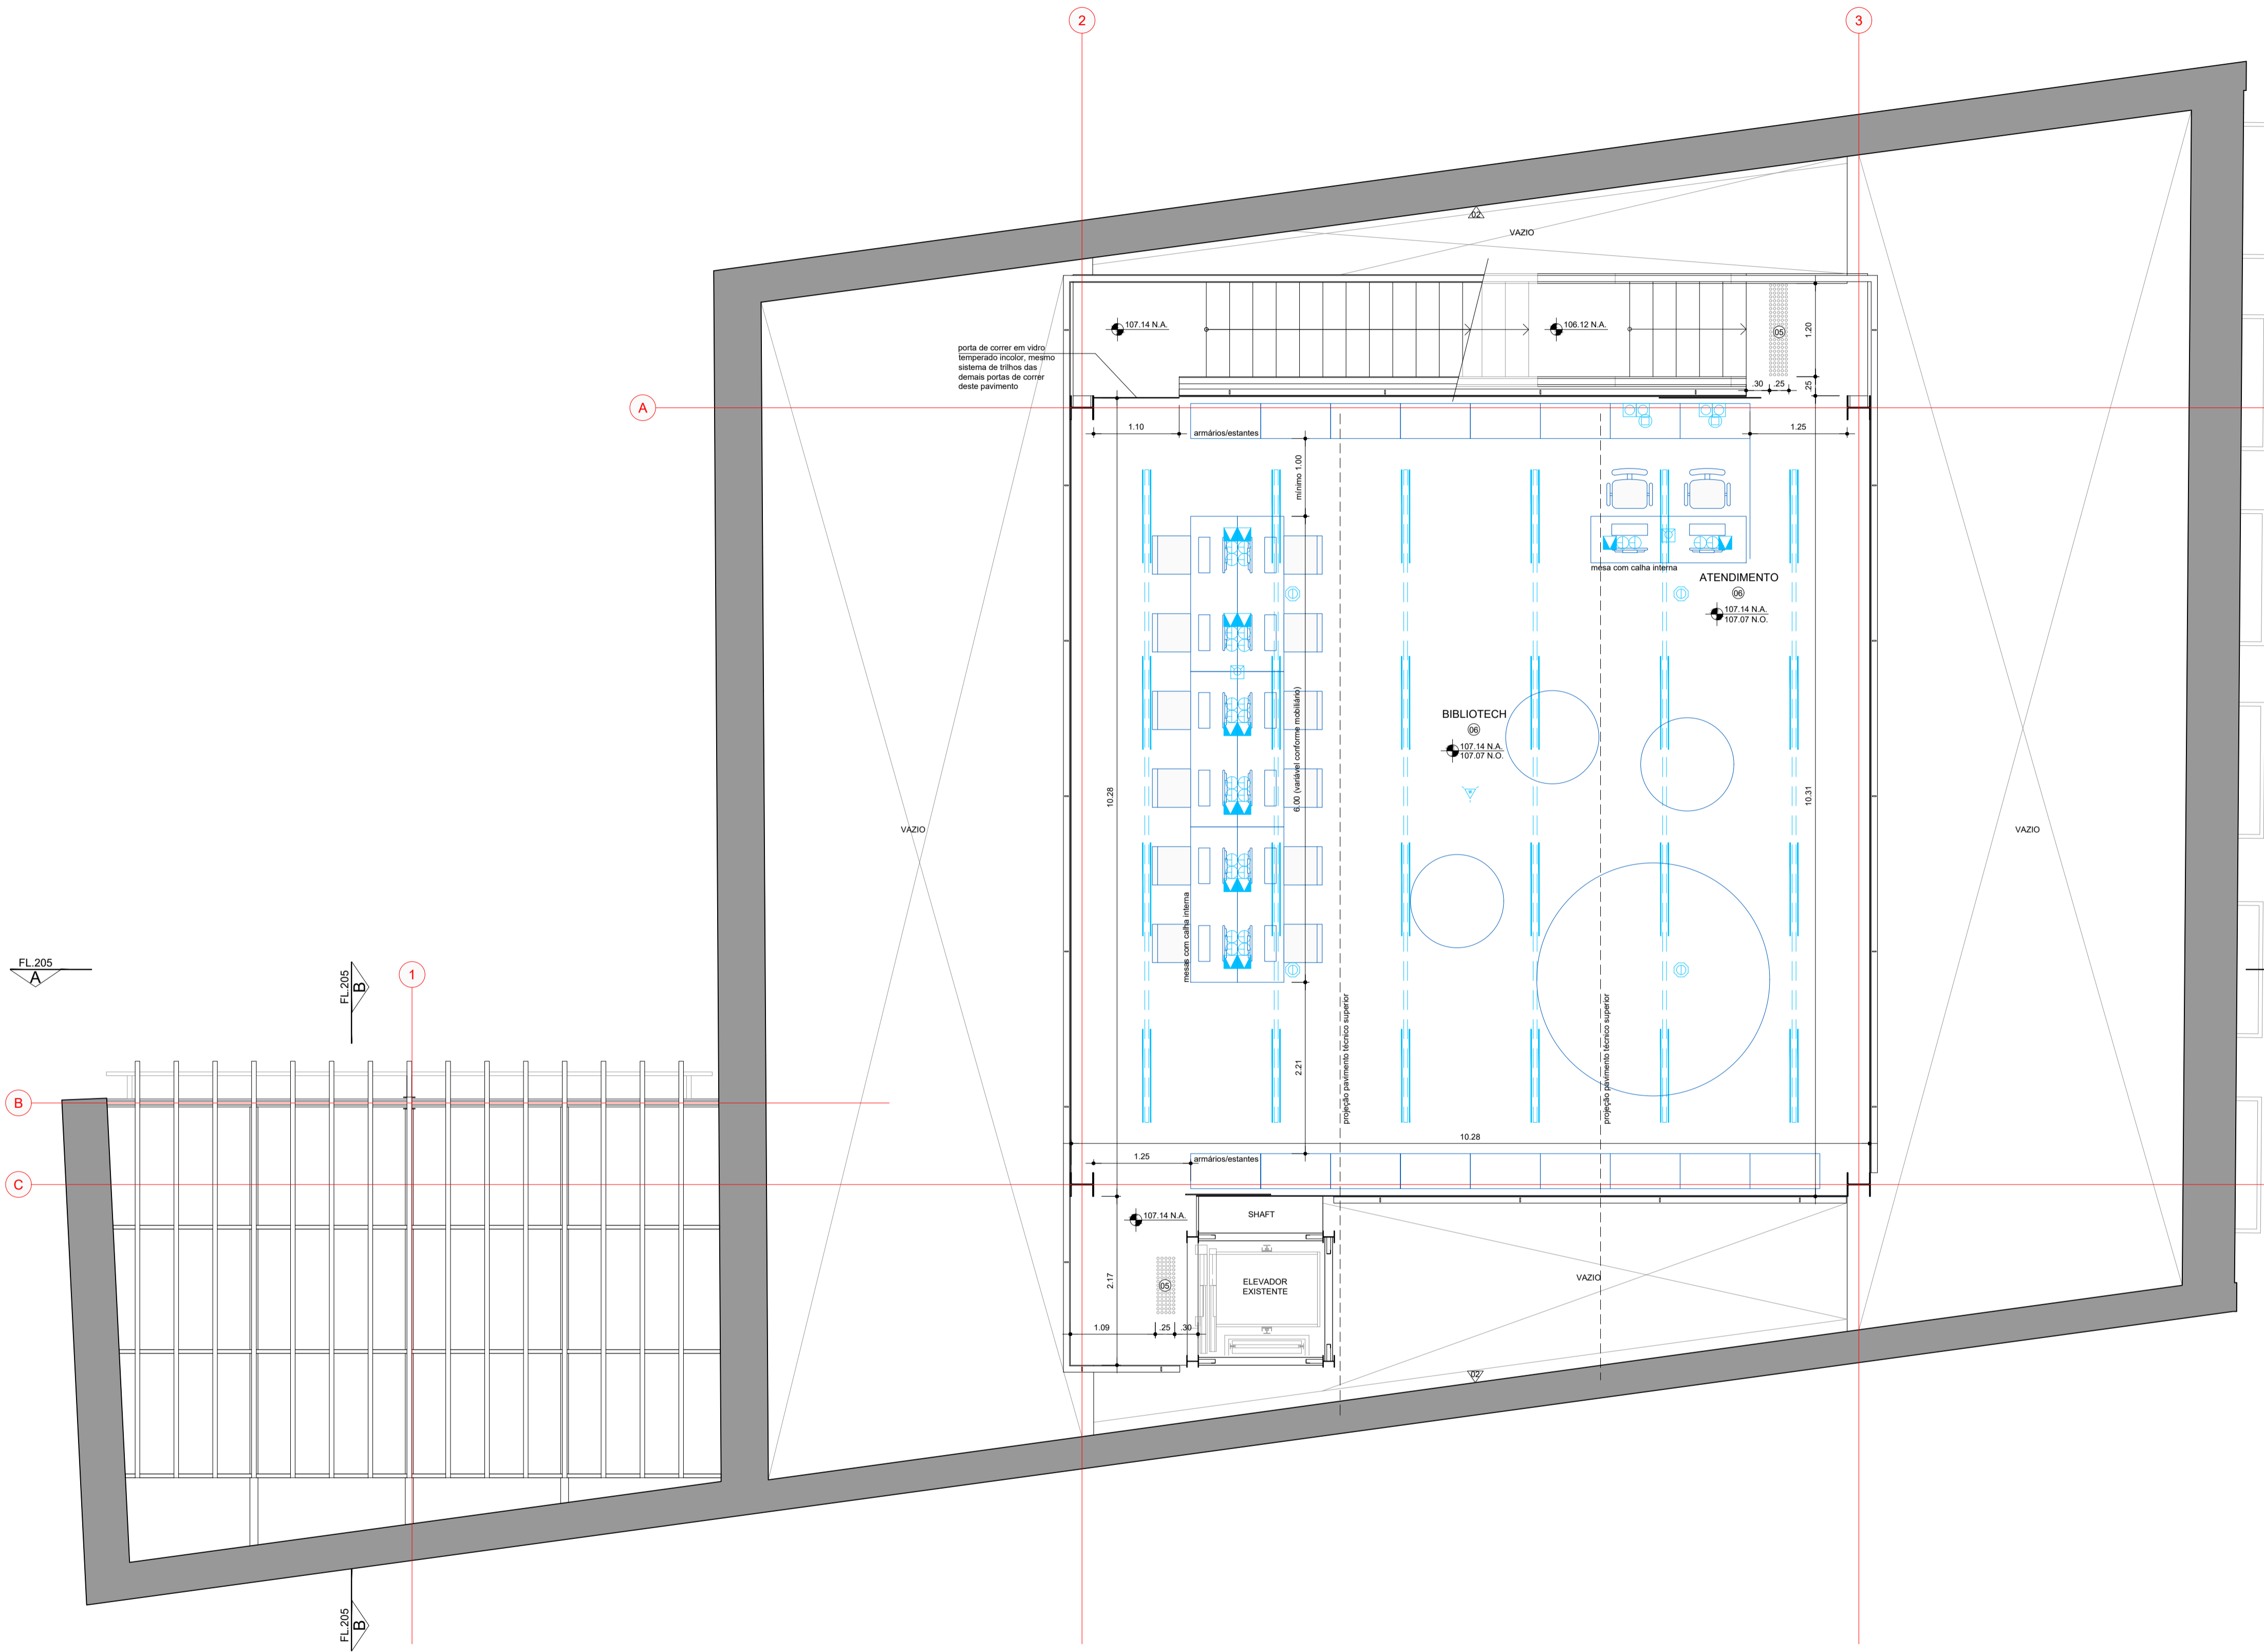 2
3
02
VAZIO
107.14 N.A.
106.12 N.A.
05
1.20
porta de correr em vidro
temperado incolor, mesmo
sistema de trilhos das
demais portas de correr
deste pavimento
.30
.25
.25
A
1.10
armários/estantes
1.25
mínimo 1.00
mesa com calha interna
ATENDIMENTO
06
107.14 N.A.
107.07 N.O.
BIBLIOTECH
06
107.14 N.A.
107.07 N.O.
6.00 (variável conforme mobiliário)
10.28
10.31
VAZIO
VAZIO
mesas com calha interna
FL.205
A
FL.205
B
1
projeção pavimento técnico superior
projeção pavimento técnico superior
2.21
B
10.28
1.25
armários/estantes
C
107.14 N.A.
SHAFT
2.17
05
ELEVADOR
EXISTENTE
VAZIO
1.09
.25
.30
02
FL.205
B